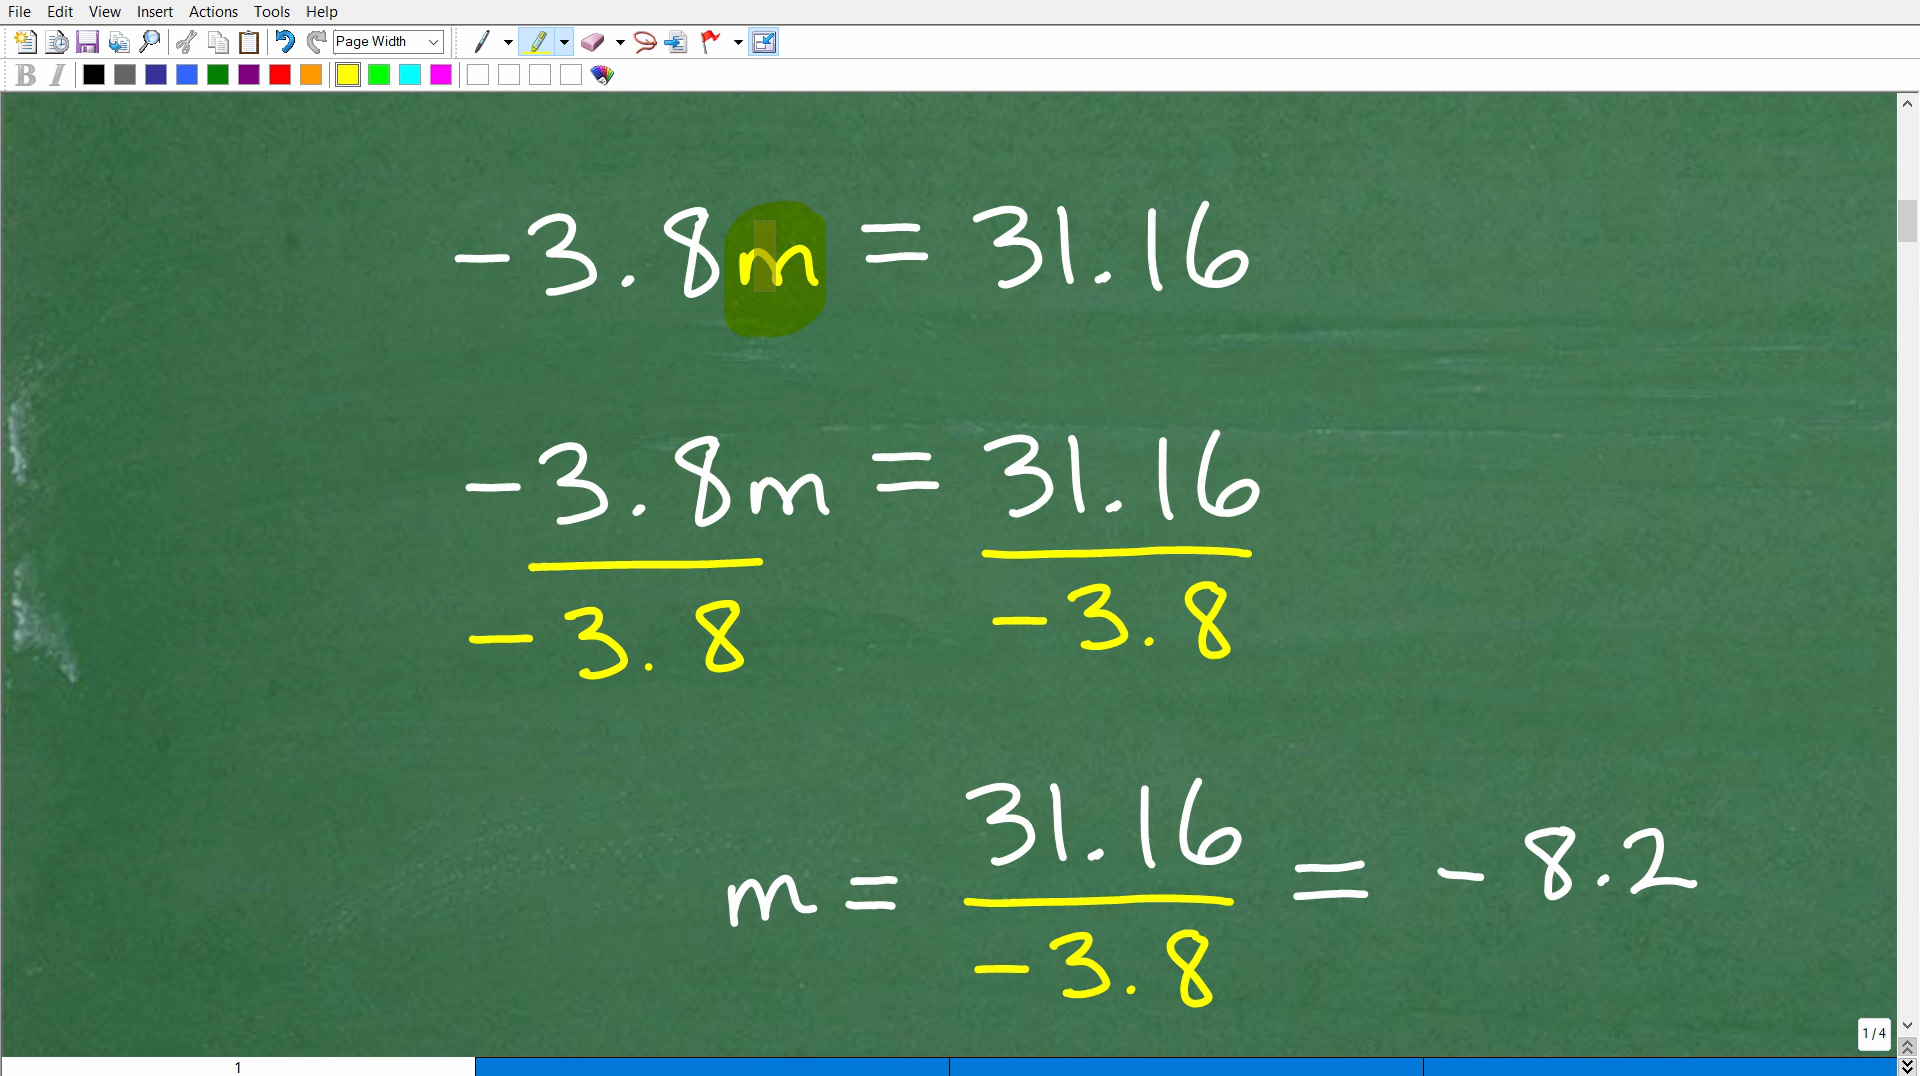 File Edit View Insert Actions Tools Help
Page Width
B I
-3.8m = 31.16
-3.8m = 31.16
-3.8 -3.8
31.16
m = = -8.2
-3.8
1 / 4
1